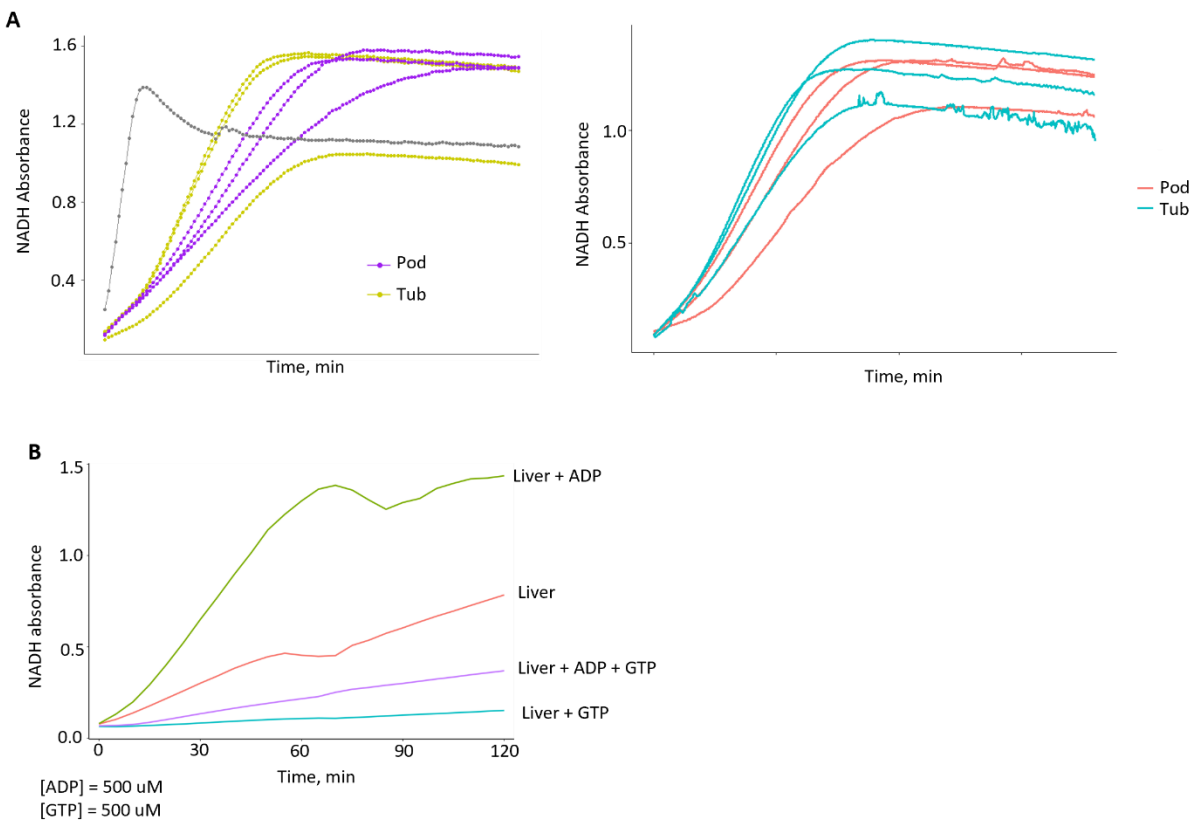 A
NADH Absorbance
1.6
1.2
0.8
0.4
Pod
Tub
Time, min
NADH Absorbance
1.0
0.5
Pod
Tub
Time, min
B
NADH absorbance
1.5
1.0
0.5
0.0
Liver + ADP
Liver
Liver + ADP + GTP
Liver + GTP
0 30 60 90 120
Time, min
[ADP] = 500 uM
[GTP] = 500 uM